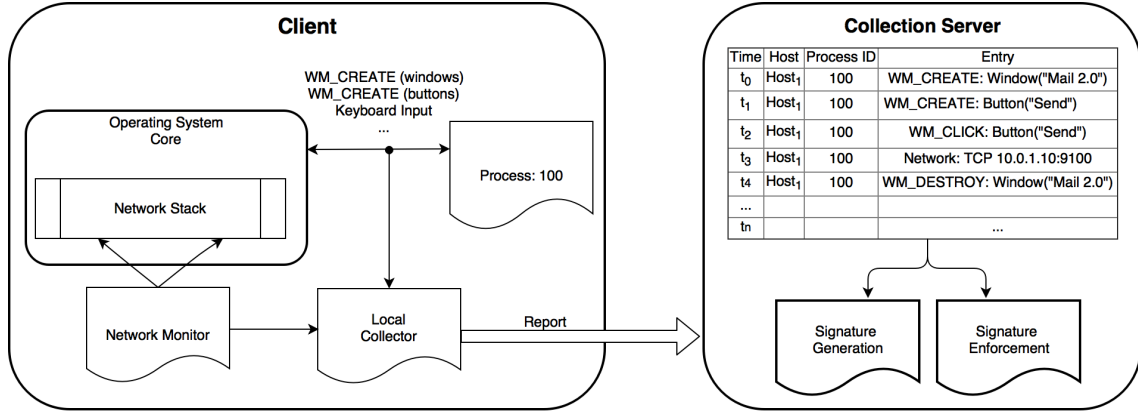 Client
WM_CREATE (windows)
WM_CREATE (buttons)
Keyboard Input
...
Operating System
Core
Network Stack
Process: 100
Network Monitor
Local
Collector
Report
Collection Server
Time Host Process ID Entry
t0 Host1 100 WM_CREATE: Window("Mail 2.0")
t1 Host1 100 WM_CREATE: Button("Send")
t2 Host1 100 WM_CLICK: Button("Send")
t3 Host1 100 Network: TCP 10.0.1.10:9100
t4 Host1 100 WM_DESTROY: Window("Mail 2.0")
...
tn ...
Signature
Generation
Signature
Enforcement